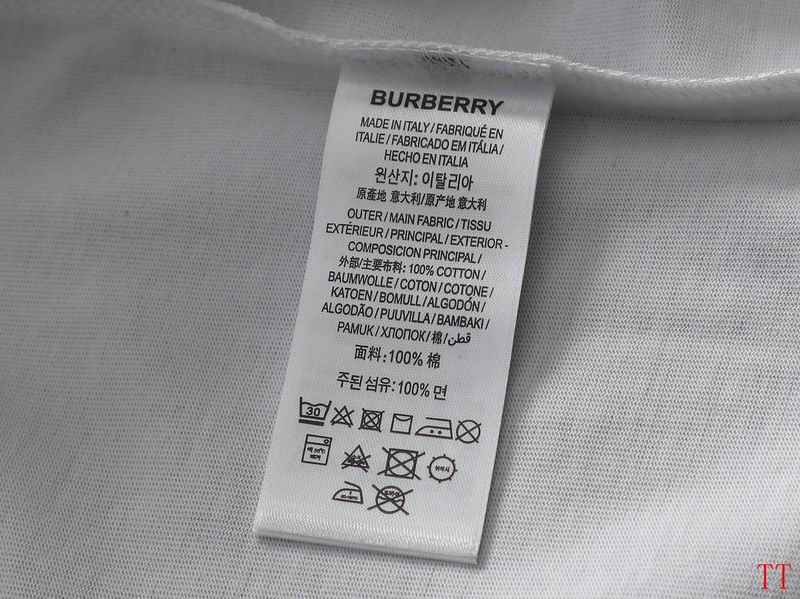 BURBERRY
MADE IN ITALY / FABRIQUÉ EN
ITALIE / FABRICADO EM ITÁLIA /
HECHO EN ITALIA
원산지: 이탈리아
原產地 意大利/原产地 意大利
OUTER / MAIN FABRIC / TISSU
EXTÉRIEUR / PRINCIPAL / EXTERIOR -
COMPOSICION PRINCIPAL /
外部/主要布料: 100% COTTON /
BAUMWOLLE / COTON / COTONE /
KATOEN / BOMULL / ALGODÓN /
ALGODÃO / PUUVILLA / BAMBAKI /
PAMUK / ХЛОПОК / 棉 / قطن
面料: 100% 棉
주된 섬유: 100% 면
30
TT